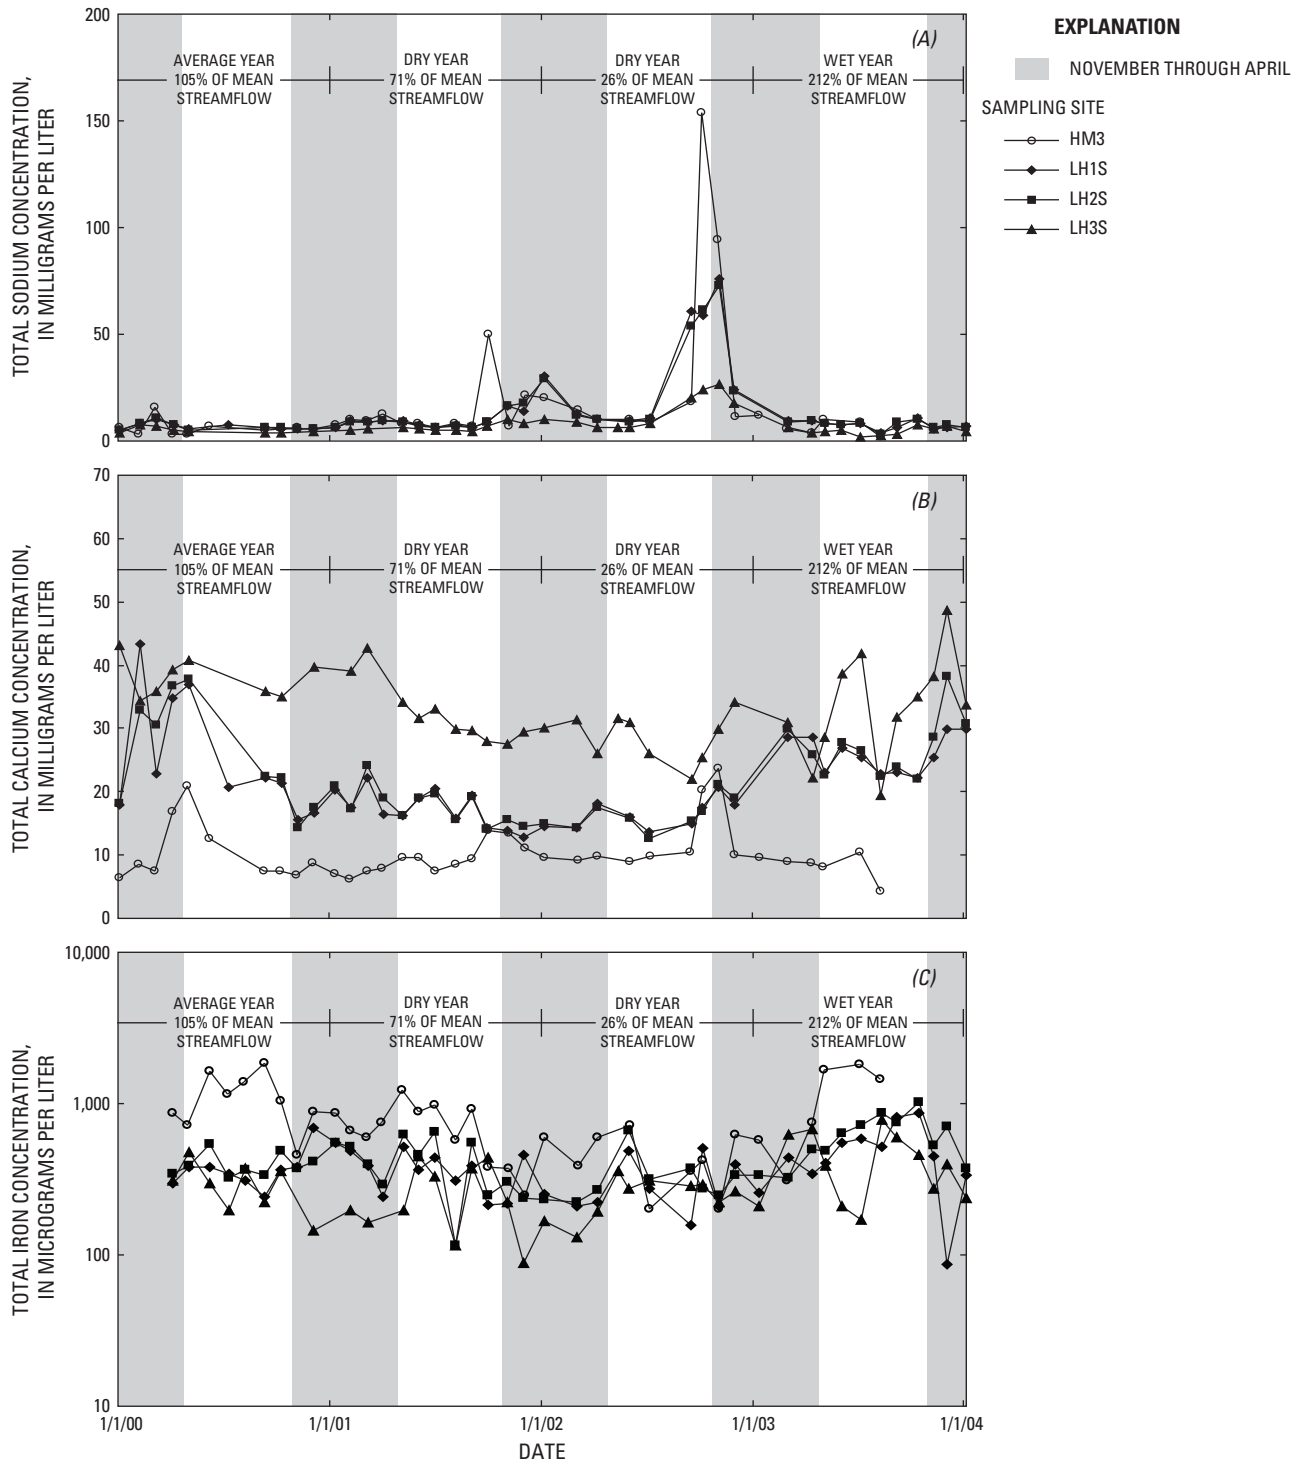 TOTAL SODIUM CONCENTRATION,
IN MILLIGRAMS PER LITER
200
150
100
50
0
(A)
AVERAGE YEAR
105% OF MEAN
STREAMFLOW
DRY YEAR
71% OF MEAN
STREAMFLOW
DRY YEAR
26% OF MEAN
STREAMFLOW
WET YEAR
212% OF MEAN
STREAMFLOW
EXPLANATION
NOVEMBER THROUGH APRIL
SAMPLING SITE
HM3
LH1S
LH2S
LH3S
TOTAL CALCIUM CONCENTRATION,
IN MILLIGRAMS PER LITER
70
60
50
40
30
20
10
0
(B)
AVERAGE YEAR
105% OF MEAN
STREAMFLOW
DRY YEAR
71% OF MEAN
STREAMFLOW
DRY YEAR
26% OF MEAN
STREAMFLOW
WET YEAR
212% OF MEAN
STREAMFLOW
TOTAL IRON CONCENTRATION,
IN MICROGRAMS PER LITER
10,000
1,000
100
10
(C)
AVERAGE YEAR
105% OF MEAN
STREAMFLOW
DRY YEAR
71% OF MEAN
STREAMFLOW
DRY YEAR
26% OF MEAN
STREAMFLOW
WET YEAR
212% OF MEAN
STREAMFLOW
1/1/00
1/1/01
1/1/02
1/1/03
1/1/04
DATE